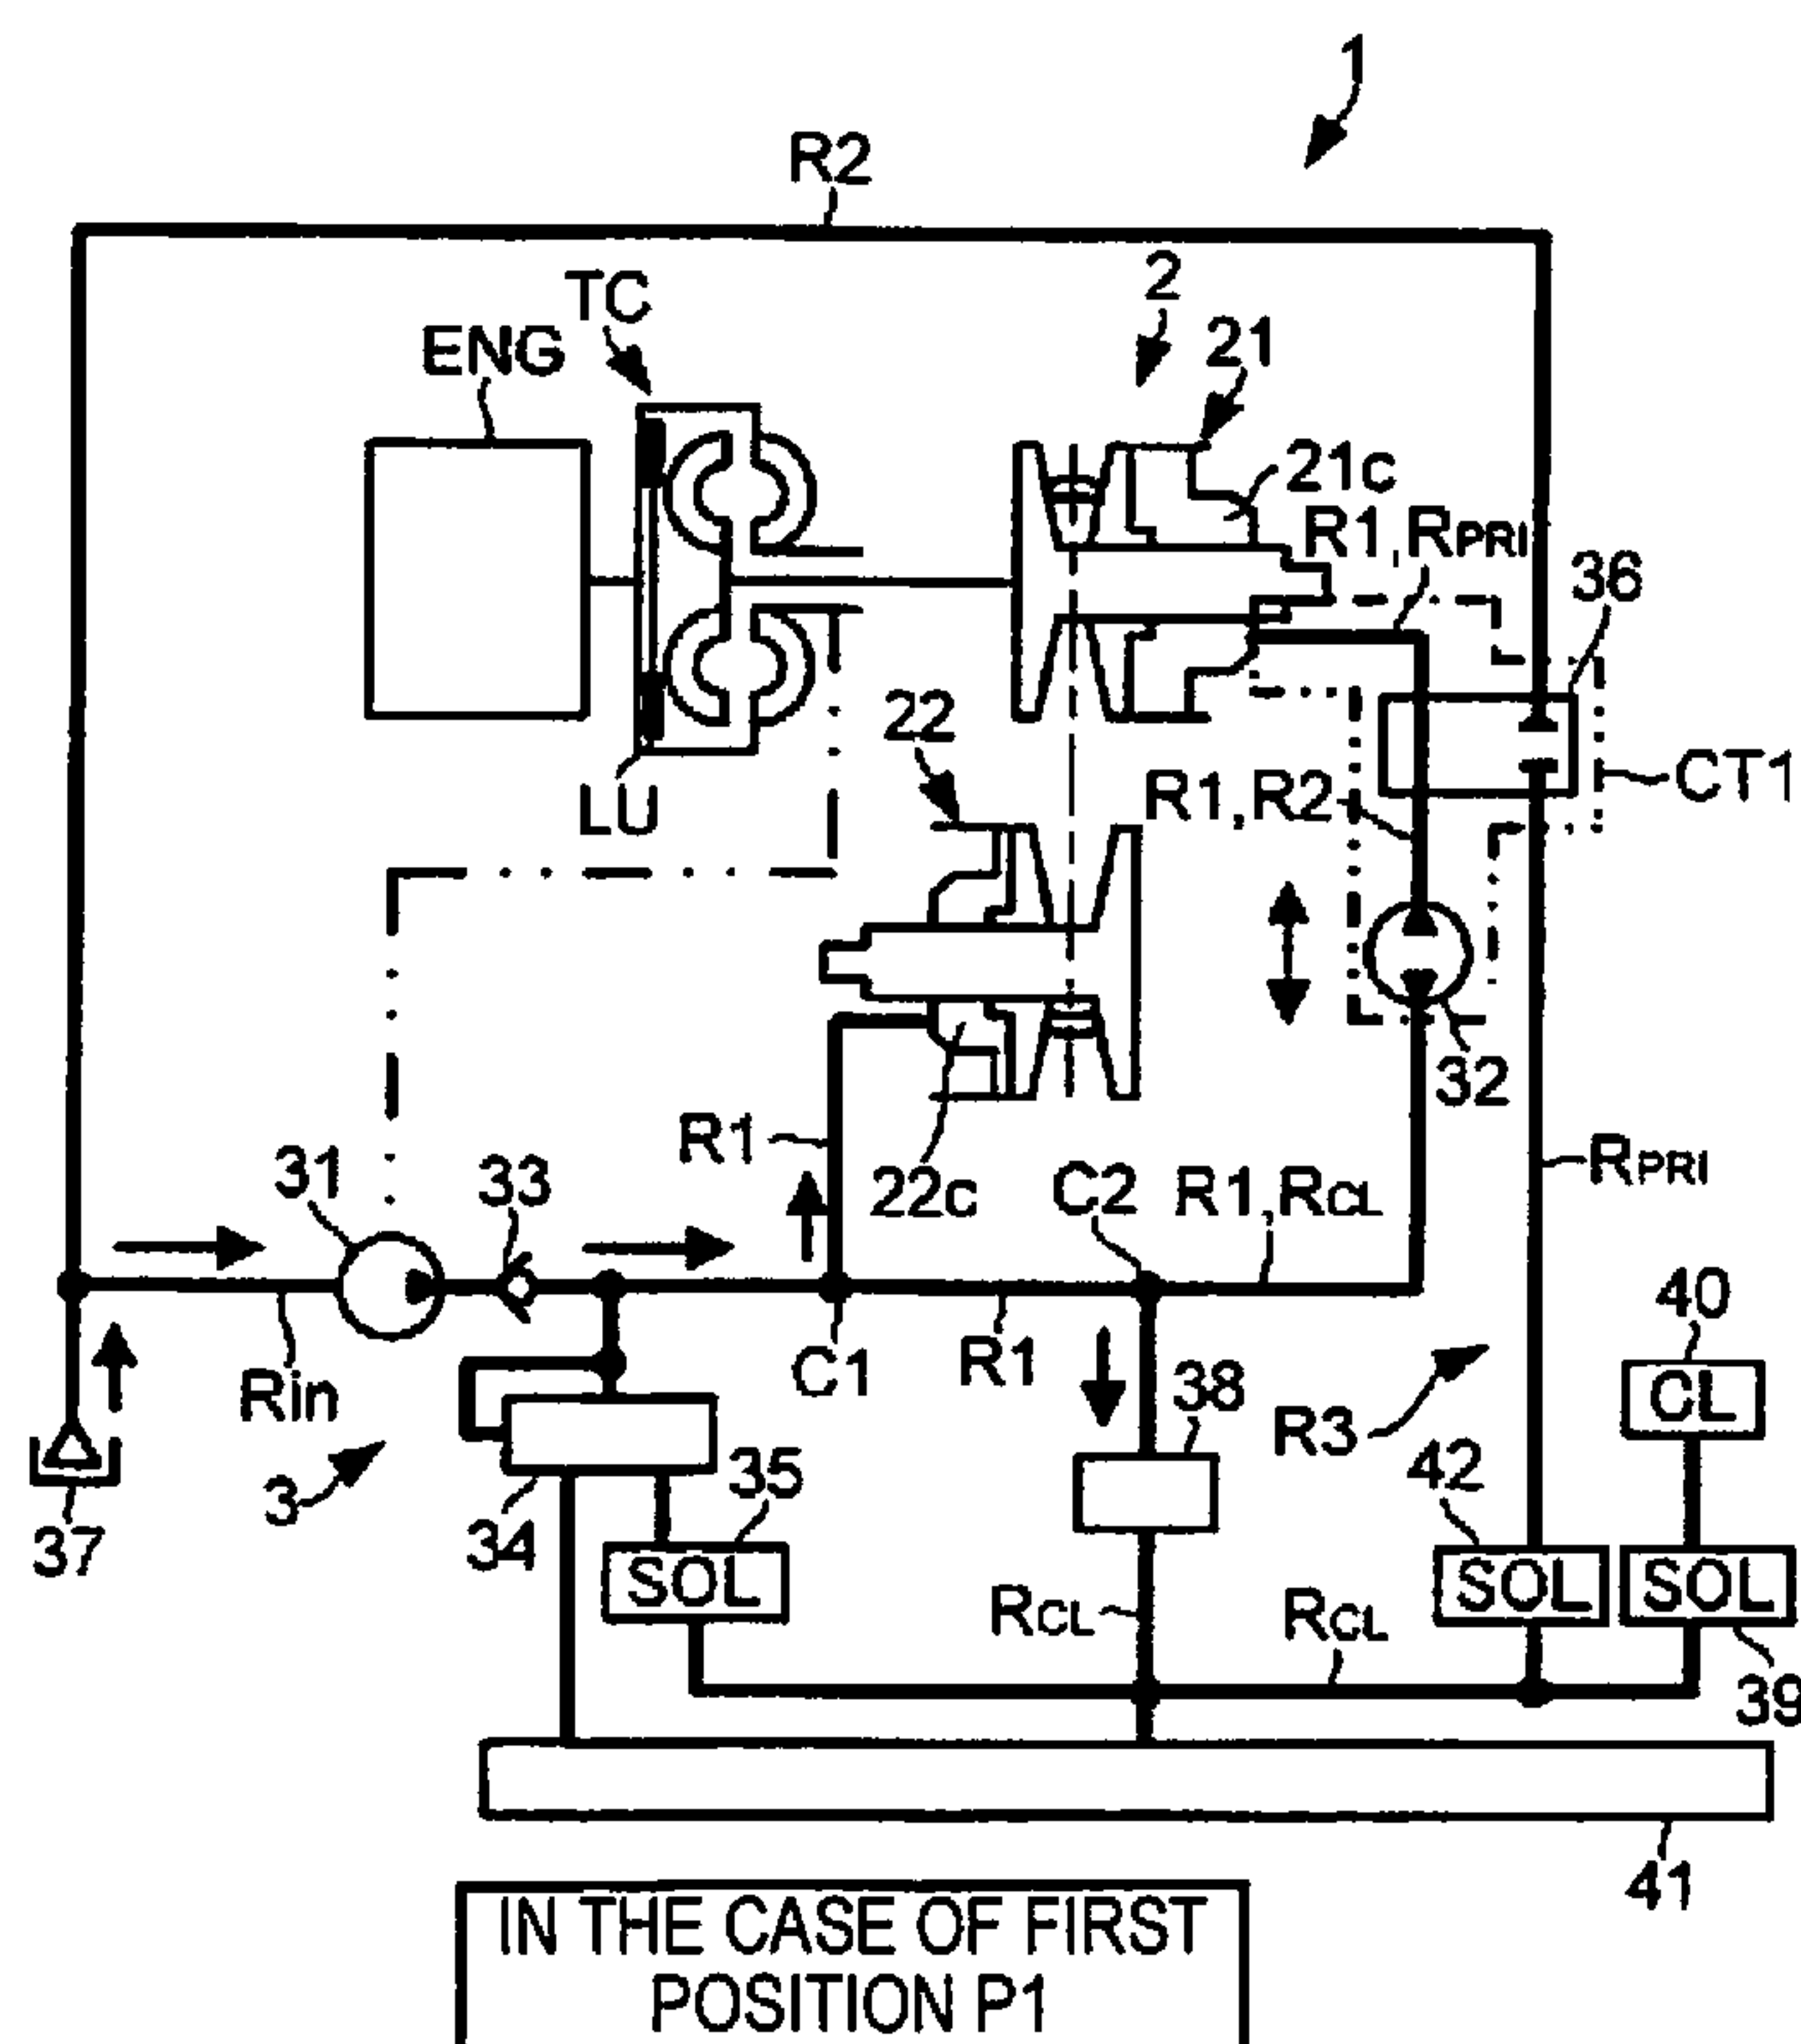 1
R2
2
TC
21
ENG
21C
R1,RPRI
36
22
R1,R2
CT1
LU
32
R1
RPRI
31
33
22C
C2
R1,RCL
40
C1
R1
CL
Rin
38
R3
42
35
3
34
37
SOL
RCL
RCL
SOL
SOL
39
41
IN THE CASE OF FIRST
POSITION P1